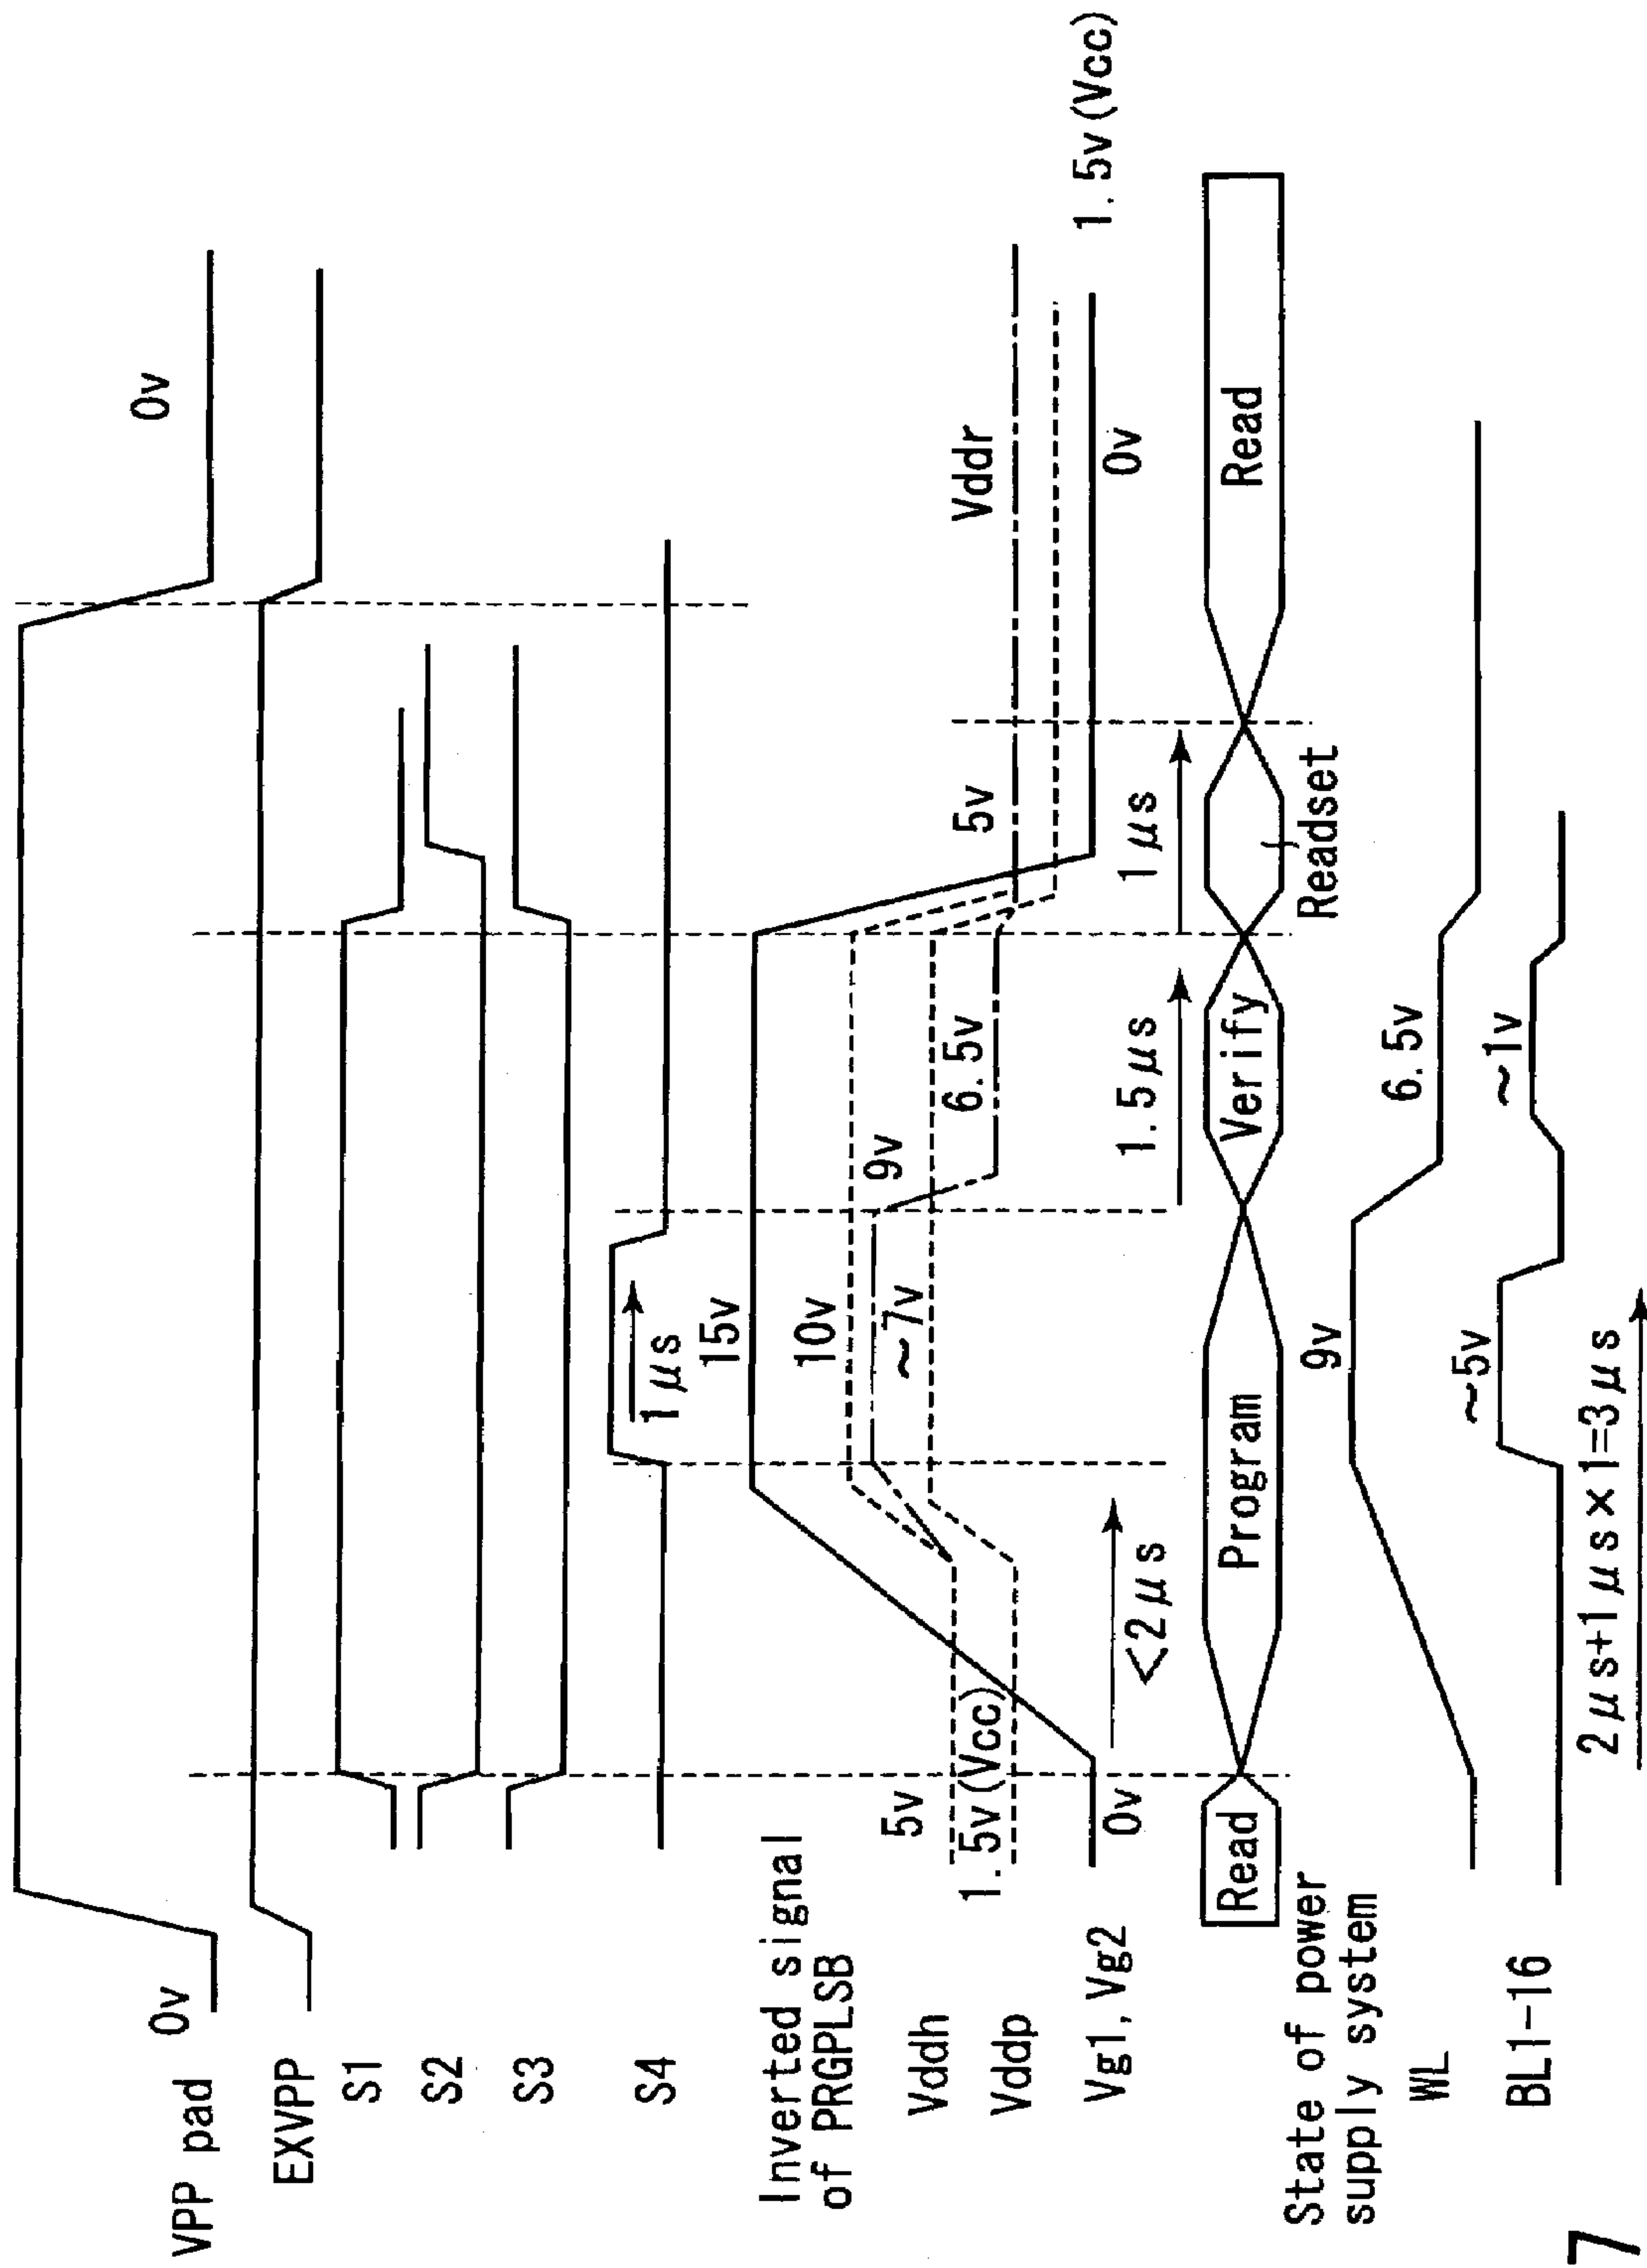 VPP pad
0v
0v
EXVPP
S1
S2
S3
S4
1μs
Inverted signal
of PRGPLSB
15v
10v
9v
Vddh
5v
~7v
6.5v
5v
Vddr
Vddp
1.5v(Vcc)
1.5v(Vcc)
Vg1,Vg2
0v
<2μs
1.5μs
1μs
0v
State of power
supply system
Read
Program
Verify
Readset
Read
WL
9v
6.5v
BL1-16
~5v
~1v
2μs+1μs×1=3μs
7